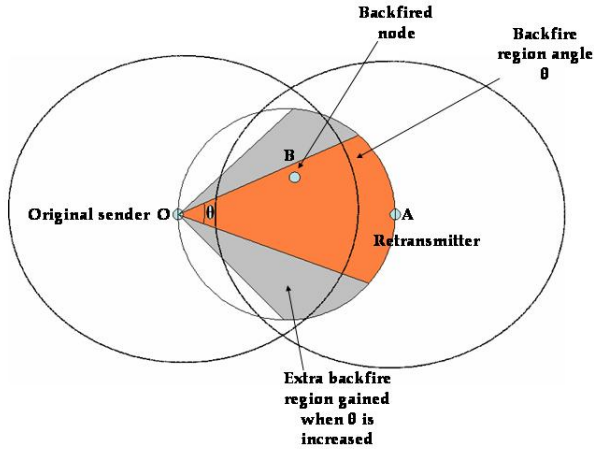 Backfired
node
Backfire
region angle
θ
B
Original sender O
θ
A
Retransmitter
Extra backfire
region gained
when θ is
increased